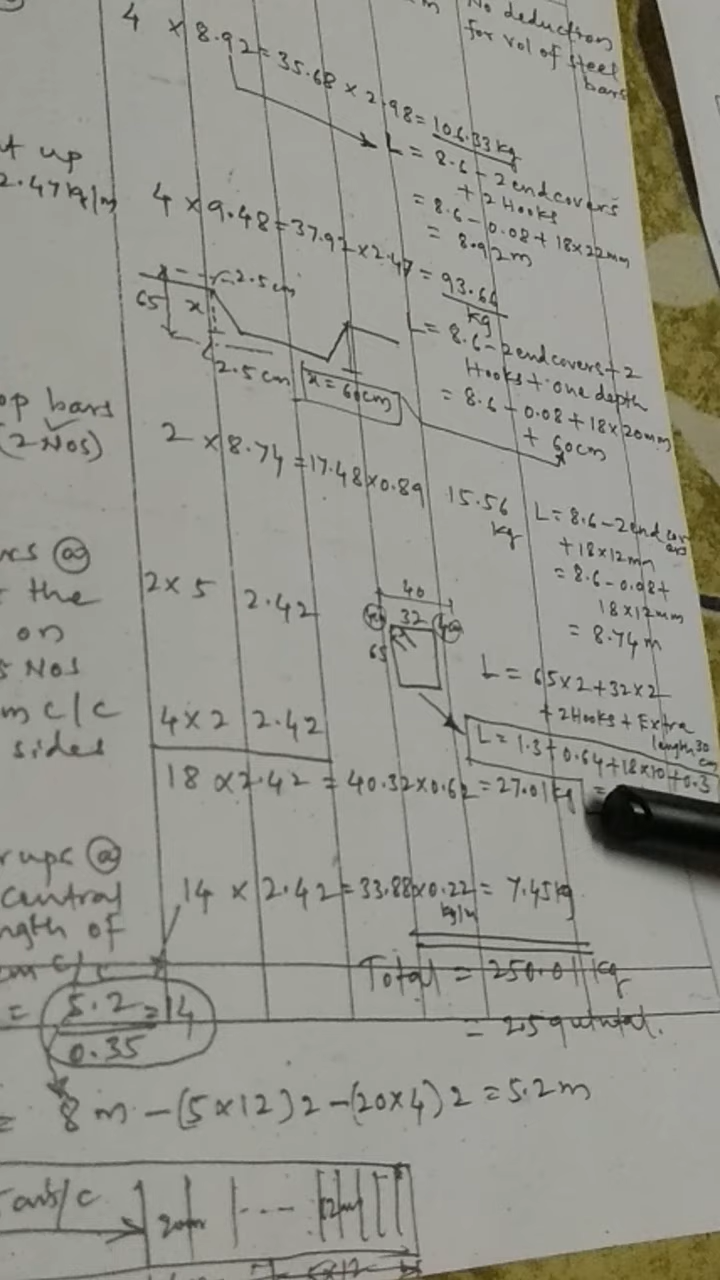 No deduction
for vol of steel
bars
4 × 8.92 = 35.68 × 2.98 = 106.33 kg
L = 8.6 - 2 end covers
+ 2 Hooks
= 8.6 - 0.08 + 18×22mm
= 8.92m
up
2.47 kg/m
4 × 9.48 = 37.92 × 2.47 = 93.66
kg
2.5 cm
65
x
2.5 cm
x = 60cm
L = 8.6 - 2 end covers + 2
Hooks + one depth
= 8.6 - 0.08 + 18×20mm
+ 60cm
op bars
(2 Nos)
2 × 8.74 = 17.48 × 0.89 15.56
kg
L = 8.6 - 2 end covers
+ 18×12mm
= 8.6 - 0.08 +
18×12mm
= 8.74 m
rs @
the
on
Nos
m c/c
sides
2 × 5 2.42
40
32
65
L = 65×2 + 32×2
+ 2 Hooks + Extra
length 30
cm
L = 1.3 + 0.64 + 18×10 + 0.3
4 × 2 2.42
18 × 2.42 = 40.32 × 0.62 = 27.01 kg =
rups @
central
ngth of
cm c/c
14 × 2.42 = 33.88 × 0.22 = 7.45 kg
kg/m
Total = 250.011 kg
= 2.5 quintal.
= 5.2 = 14
0.35
= 8 m - (5×12) 2 - (20×4) 2 = 5.2 m
c/c